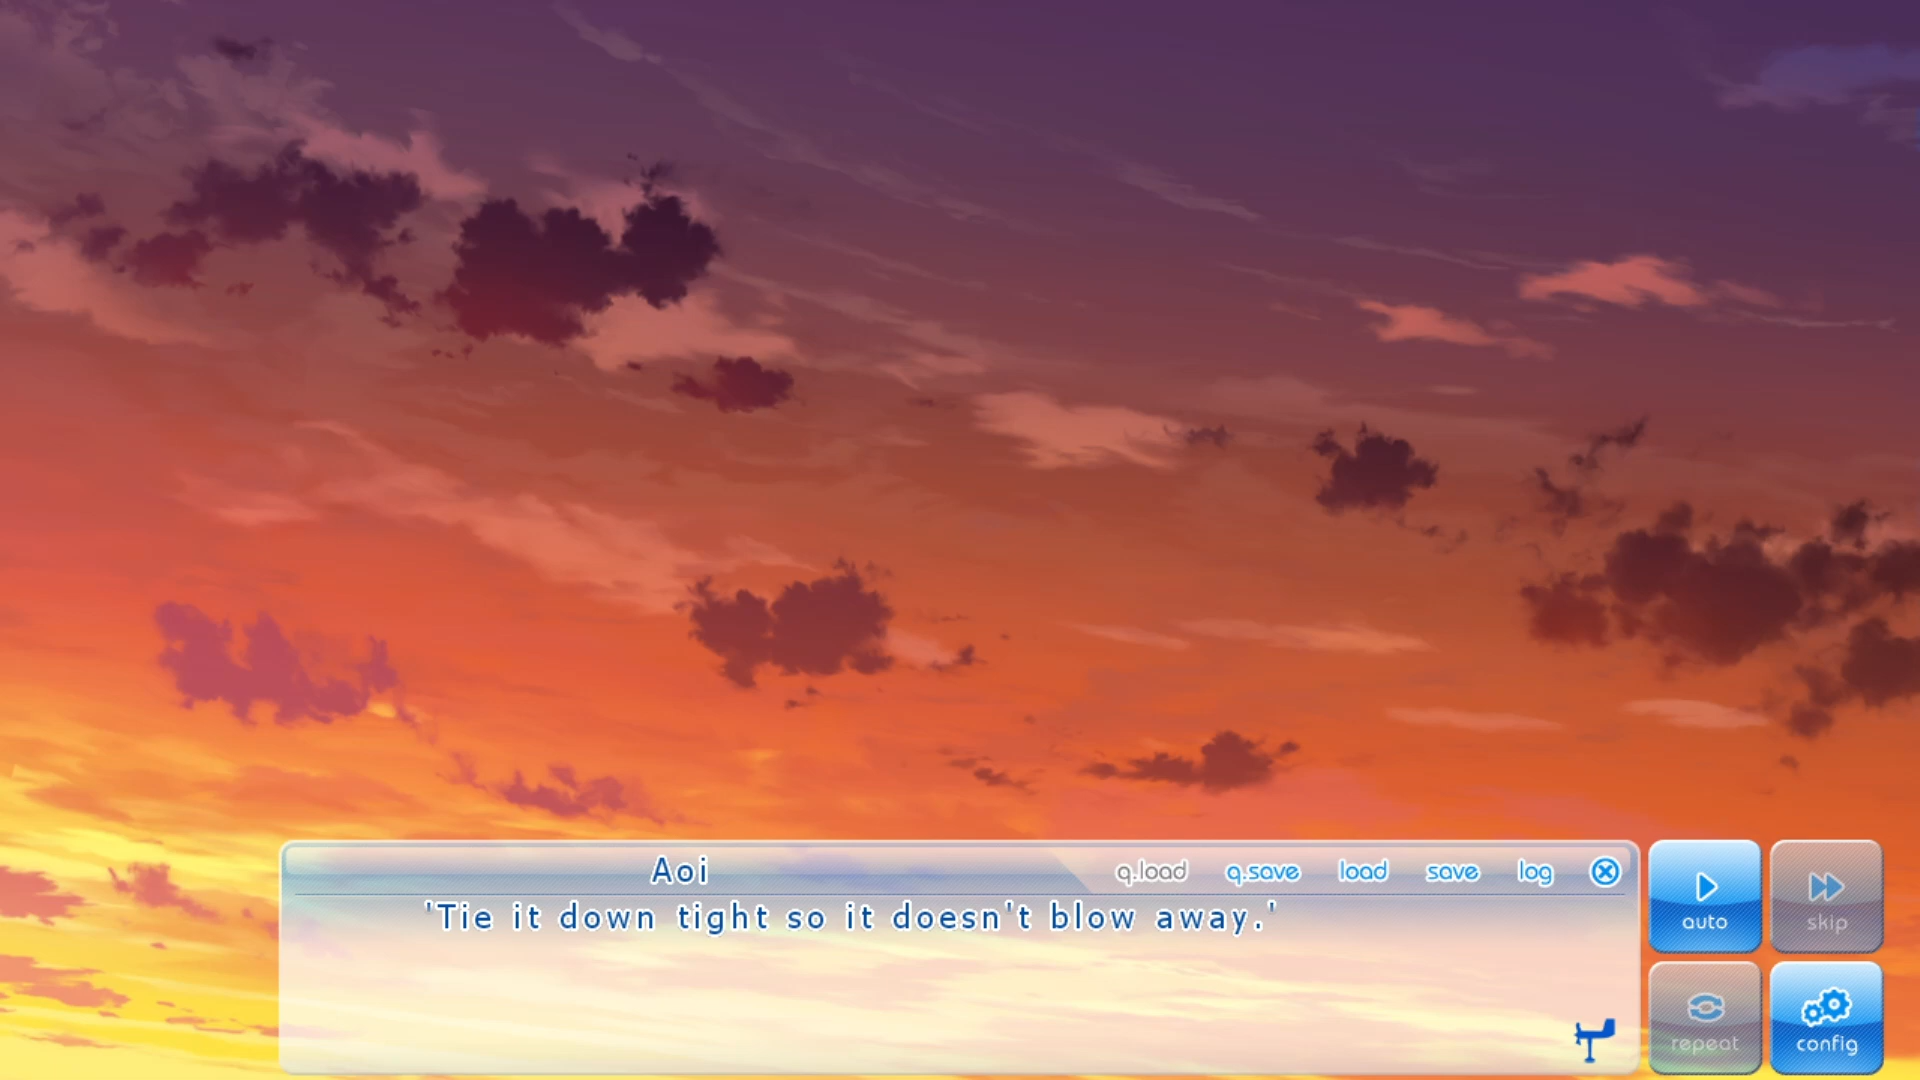 Aoi
q.load q.save load save log
'Tie it down tight so it doesn't blow away.'
auto
skip
repeat
config